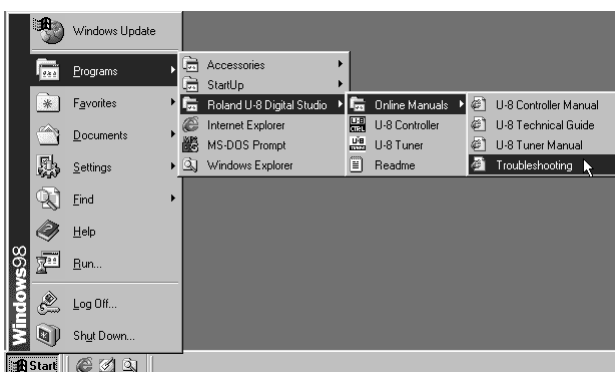 Windows Update
Programs
Favorites
Documents
Settings
Find
Help
Run...
Log Off...
Shut Down...
Windows98
Start
Accessories
StartUp
Roland U-8 Digital Studio
Internet Explorer
MS-DOS Prompt
Windows Explorer
Online Manuals
U-8 Controller
U-8 Tuner
Readme
U-8 Controller Manual
U-8 Technical Guide
U-8 Tuner Manual
Troubleshooting